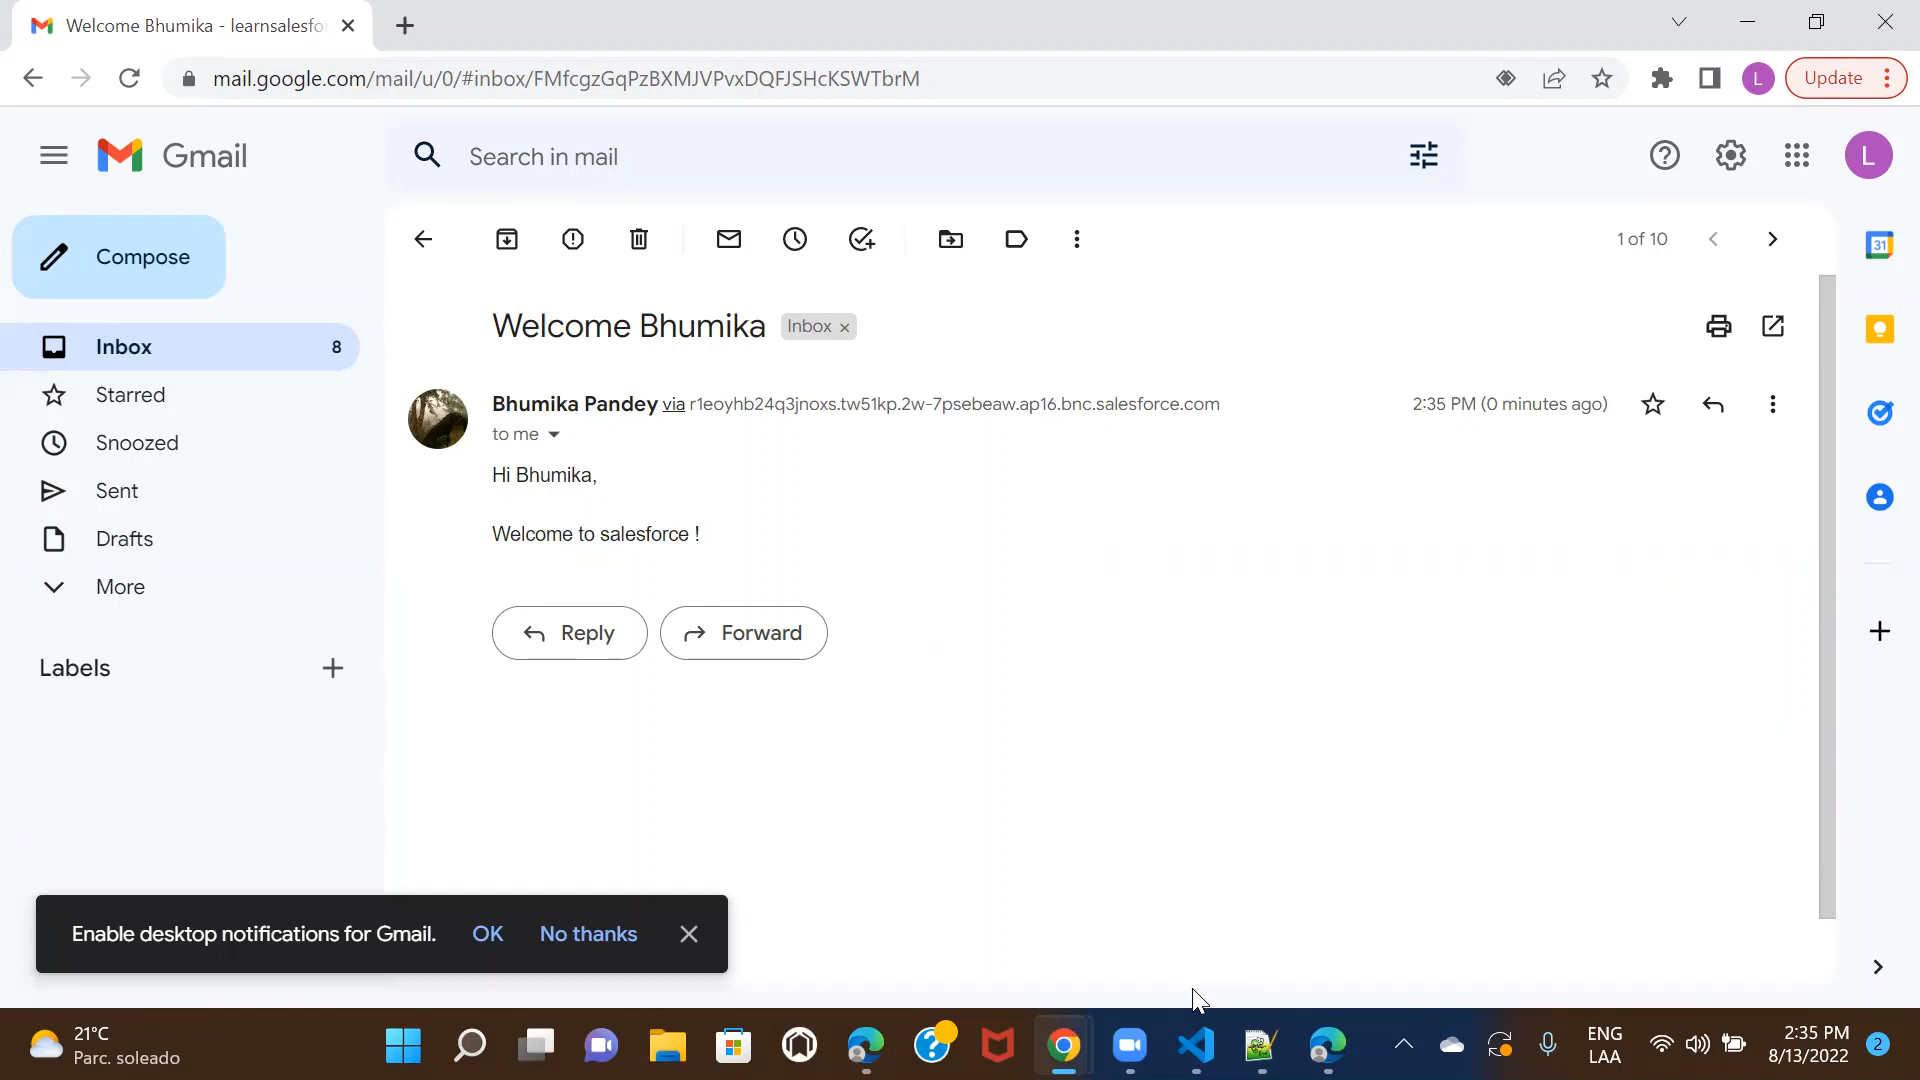 Welcome Bhumika - learnsalesfo
mail.google.com/mail/u/0/#inbox/FMfcgzGqPzBXMJVPvxDQFJSHcKSWTbrM
L
Update
Gmail
Search in mail
L
Compose
1 of 10
31
Welcome Bhumika
Inbox ×
Inbox
8
Starred
Snoozed
Sent
Drafts
More
Labels
Bhumika Pandey via r1eoyhb24q3jnoxs.tw51kp.2w-7psebeaw.ap16.bnc.salesforce.com
2:35 PM (0 minutes ago)
to me
Hi Bhumika,
Welcome to salesforce !
Reply
Forward
Enable desktop notifications for Gmail.
OK
No thanks
21°C
Parc. soleado
ENG
LAA
2:35 PM
8/13/2022
2